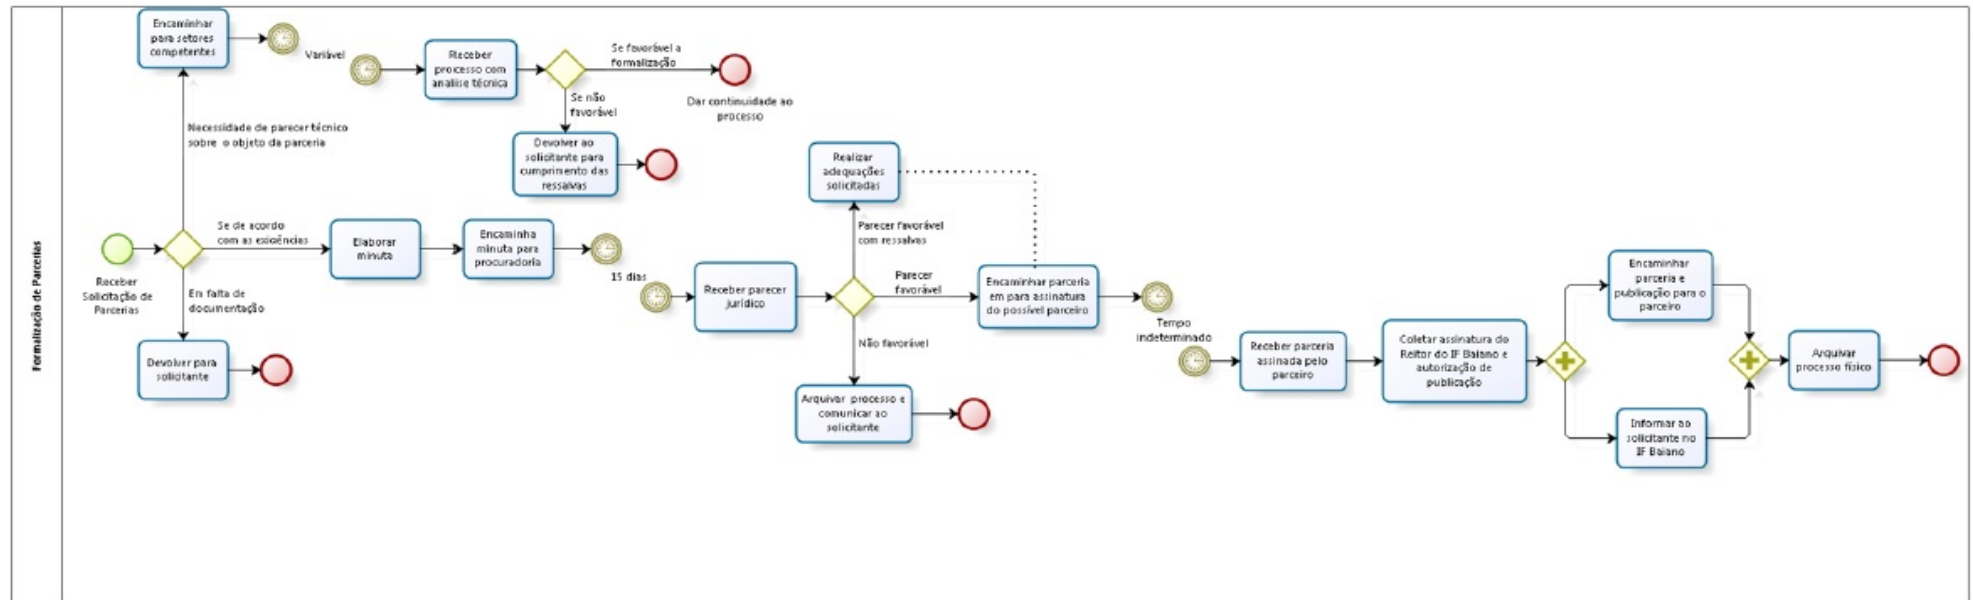 Formalização de Parcerias
Encaminhar
para setores
competentes
Variável
Receber
processo com
analise técnica
Se favorável a
formalização
Dar continuidade ao
processo
Se não
favorável
Devolver ao
solicitante para
cumprimento das
ressalvas
Necessidade de parecer técnico
sobre o objeto da parceria
Receber
Solicitação de
Parcerias
Se de acordo
com as exigências
Elaborar
minuta
Encaminha
minuta para
procuradoria
15 dias
Em falta de
documentação
Devolver para
solicitante
Receber parecer
jurídico
Realizar
adequações
solicitadas
Parecer favorável
com ressalvas
Parecer
favorável
Encaminhar parceria
em para assinatura
do possível parceiro
Não favorável
Arquivar processo e
comunicar ao
solicitante
Tempo
indeterminado
Receber parceria
assinada pelo
parceiro
Coletar assinatura do
Reitor do IF Baiano e
autorização de
publicação
Encaminhar
parceria e
publicação para o
parceiro
Informar ao
solicitante no
IF Baiano
Arquivar
processo físico